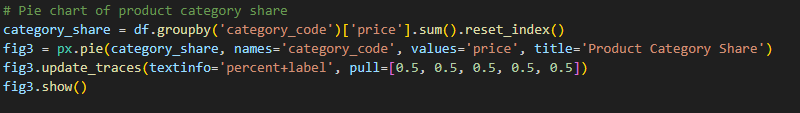 # Pie chart of product category share
category_share = df.groupby('category_code')['price'].sum().reset_index()
fig3 = px.pie(category_share, names='category_code', values='price', title='Product Category Share')
fig3.update_traces(textinfo='percent+label', pull=[0.5, 0.5, 0.5, 0.5, 0.5])
fig3.show()